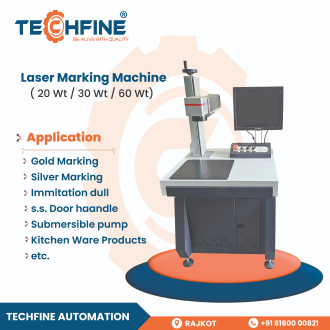 TECHFINE®
BE ALIVE WITH QUALITY
Laser Marking Machine
( 20 Wt / 30 Wt / 60 Wt)
Application
Gold Marking
Silver Marking
Immitation dull
s.s. Door haandle
Submersible pump
Kitchen Ware Products
etc.
TECHFINE AUTOMATION
RAJKOT
+91 81600 00821